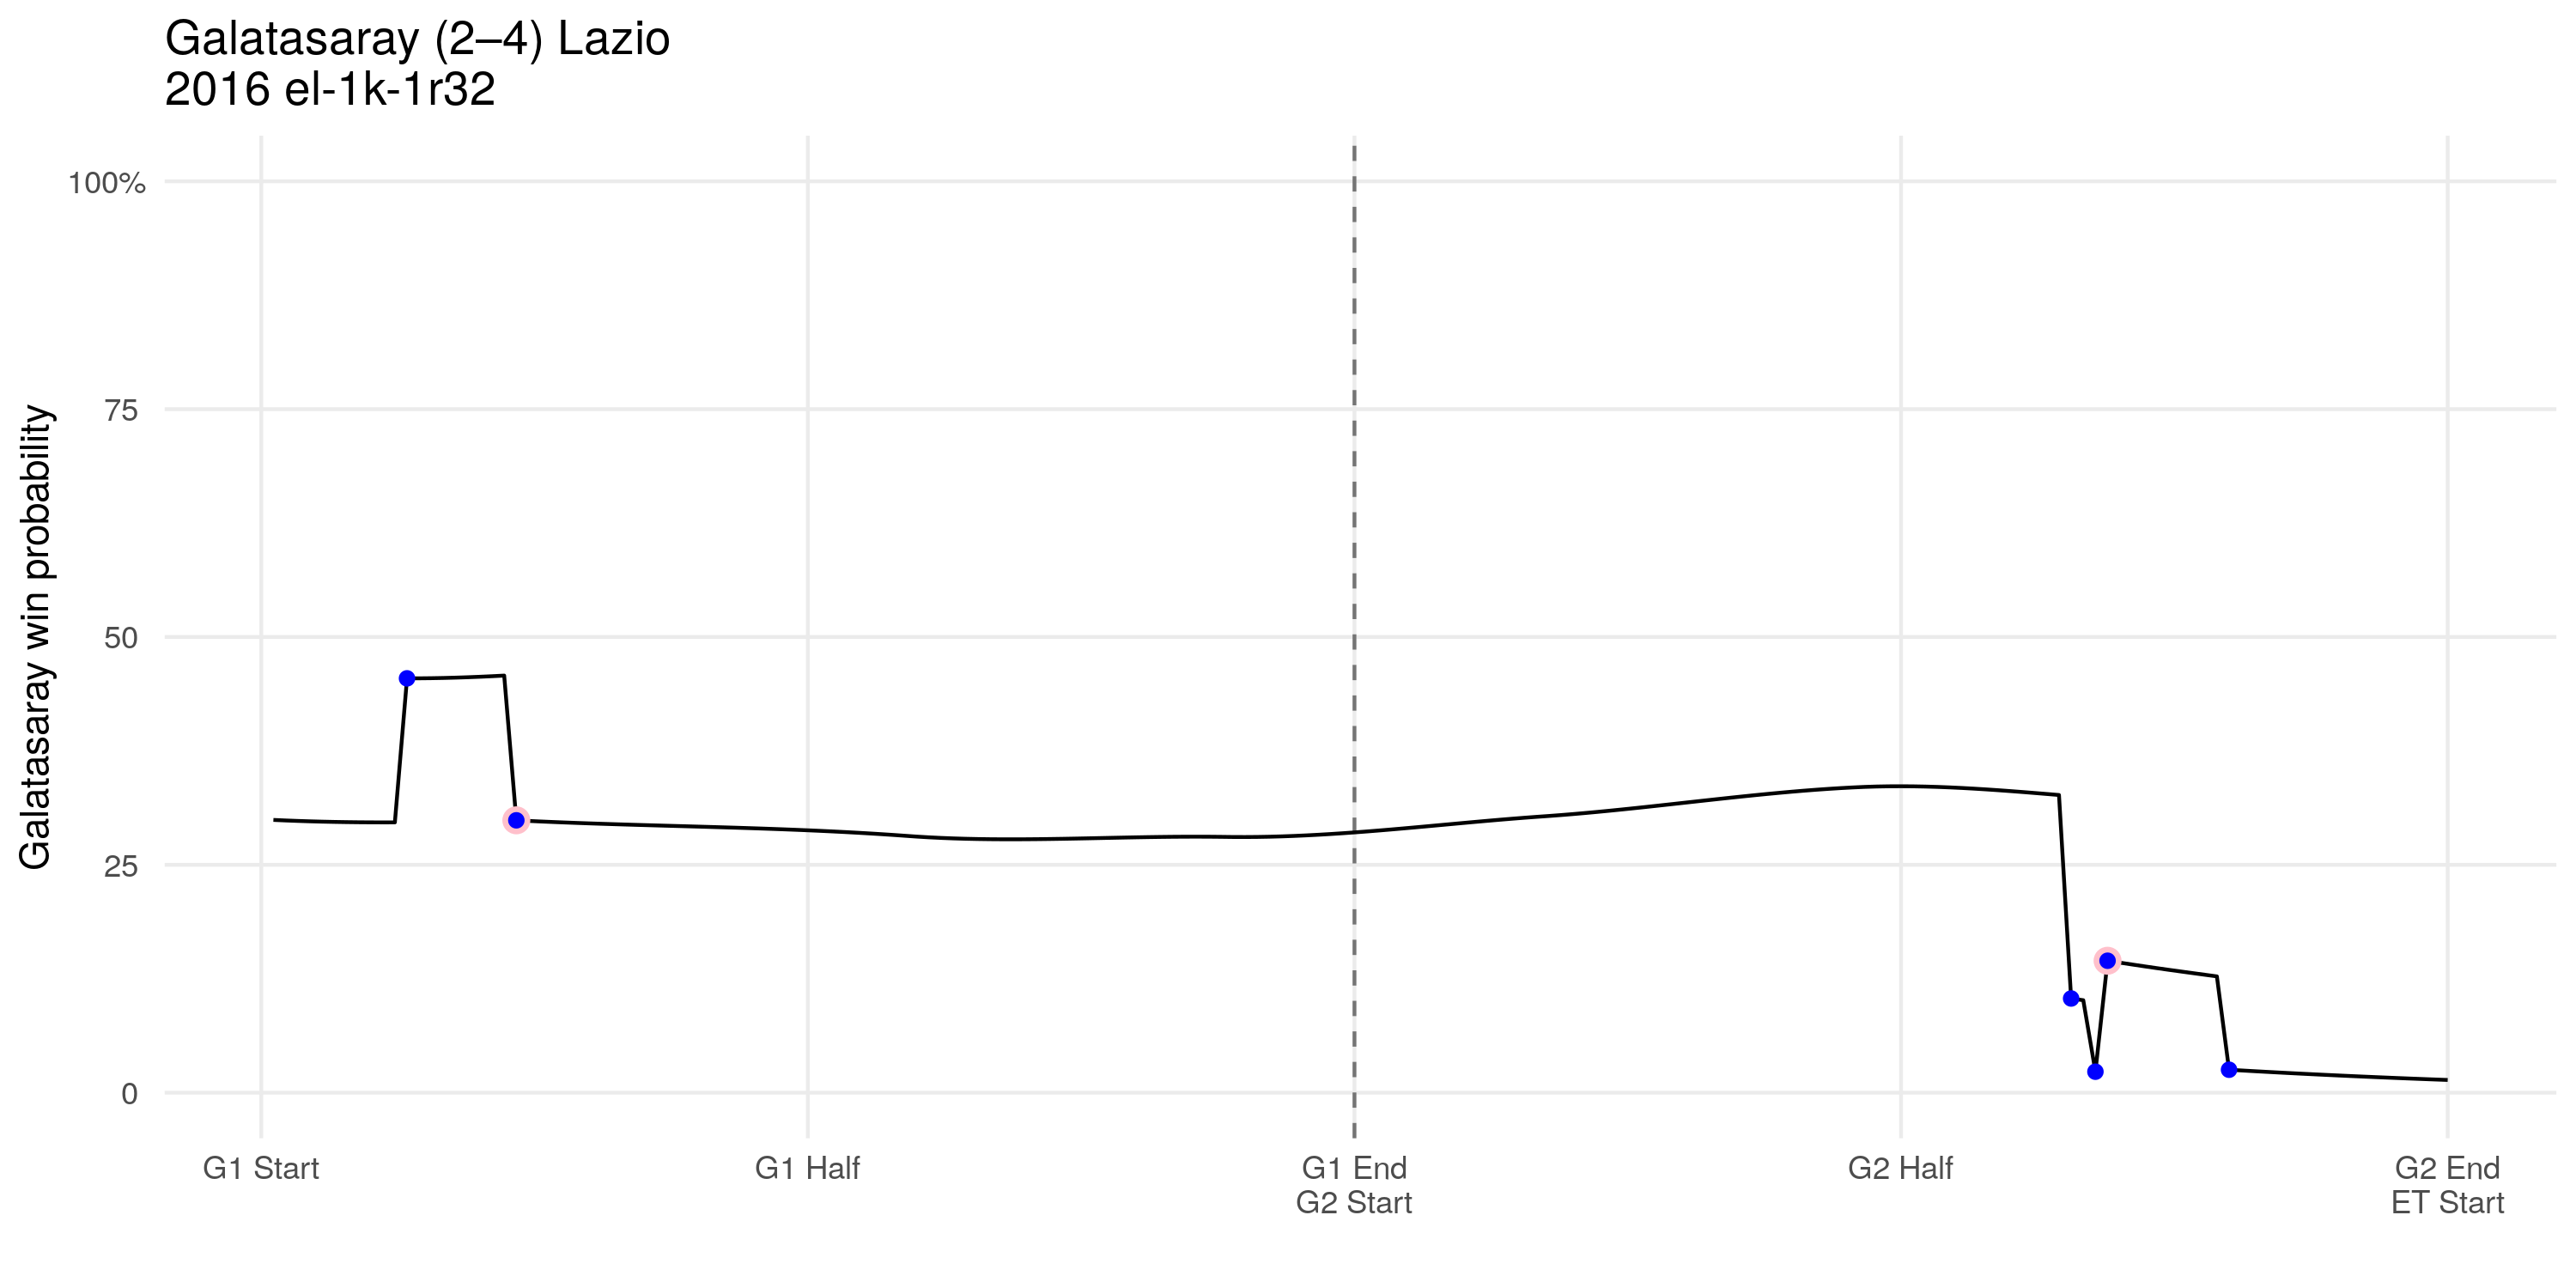 Galatasaray (2–4) Lazio
2016 el-1k-1r32
Galatasaray win probability
100%
75
50
25
0
G1 Start
G1 Half
G1 End
G2 Start
G2 Half
G2 End
ET Start